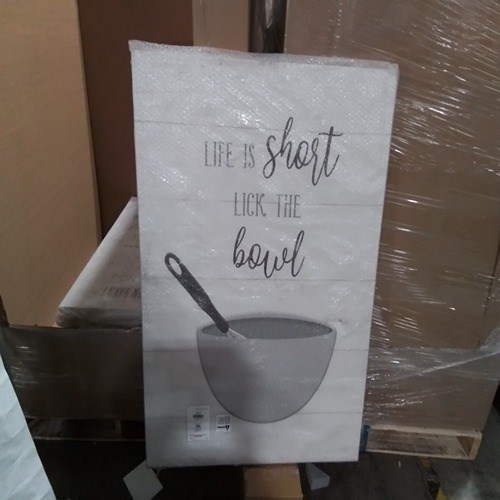 LIFE IS short
LICK THE
bowl